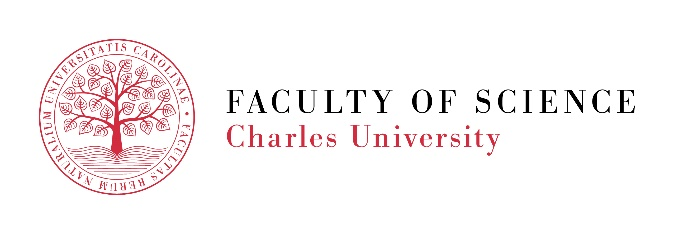 UNIVERSITATIS CAROLINAE • FACULTAS RERUM NATURALIUM
FACULTY OF SCIENCE
Charles University